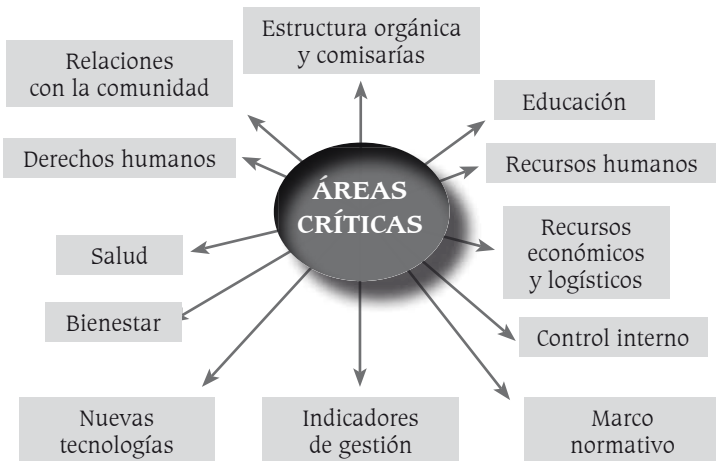 Estructura orgánica
y comisarías
Relaciones
con la comunidad
Educación
Derechos humanos
Recursos humanos
ÁREAS
CRÍTICAS
Recursos
económicos
y logísticos
Salud
Bienestar
Control interno
Nuevas
tecnologías
Indicadores
de gestión
Marco
normativo